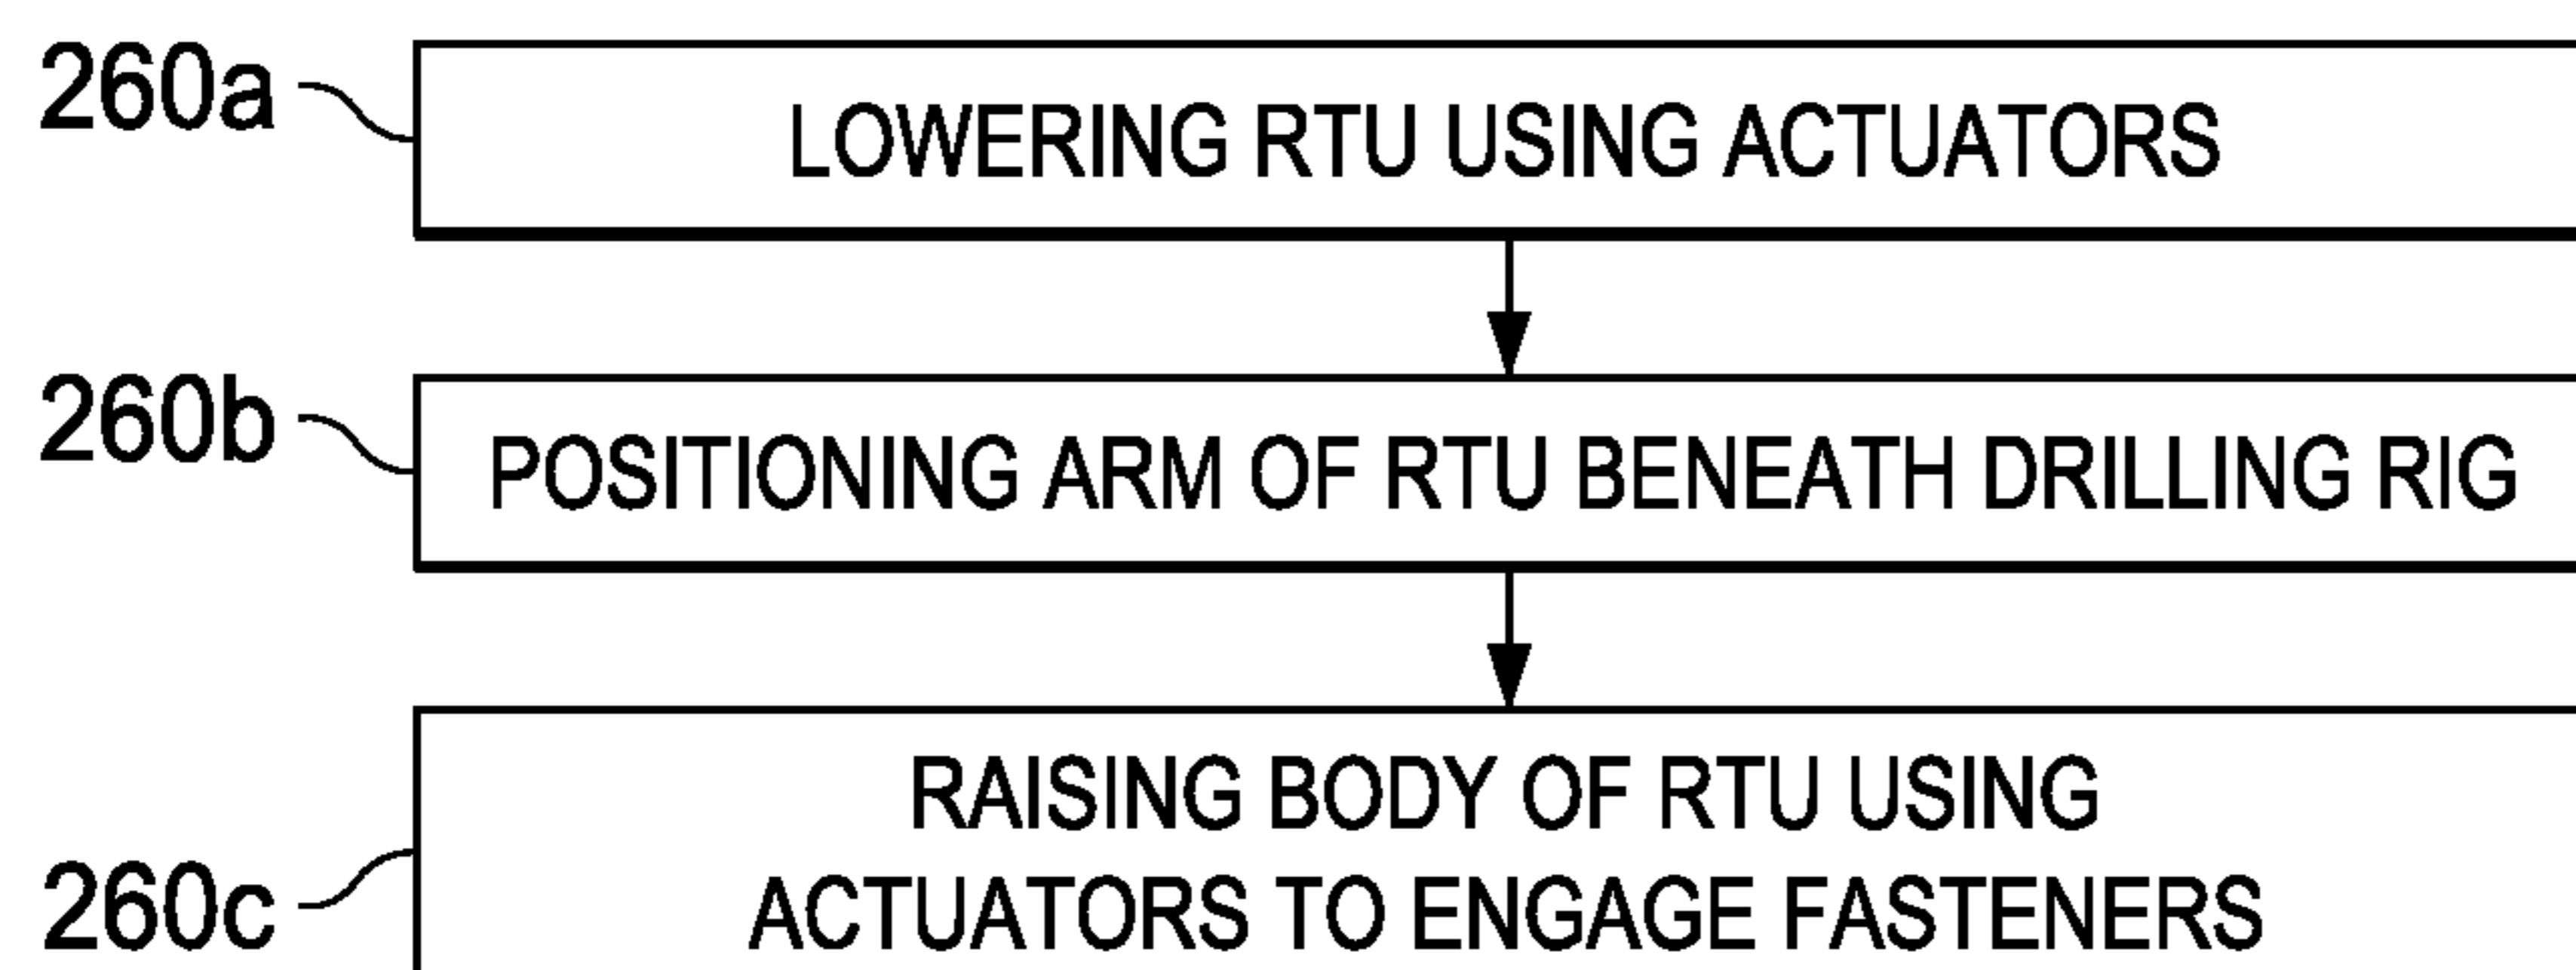 260a
LOWERING RTU USING ACTUATORS
260b
POSITIONING ARM OF RTU BENEATH DRILLING RIG
RAISING BODY OF RTU USING
260c
ACTUATORS TO ENGAGE FASTENERS